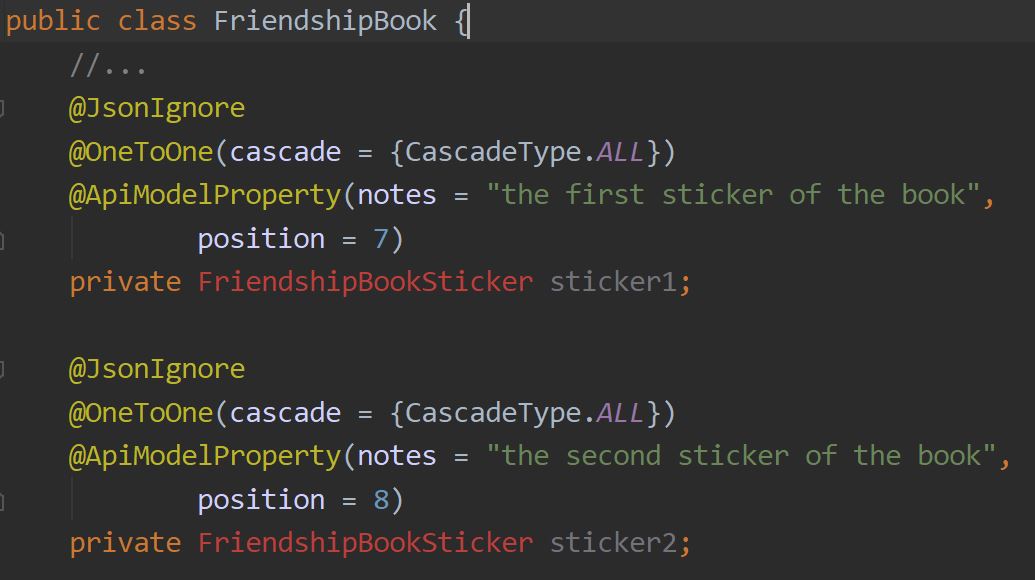 public class FriendshipBook {
//...
@JsonIgnore
@OneToOne(cascade = {CascadeType.ALL})
@ApiModelProperty(notes = "the first sticker of the book",
position = 7)
private FriendshipBookSticker sticker1;
@JsonIgnore
@OneToOne(cascade = {CascadeType.ALL})
@ApiModelProperty(notes = "the second sticker of the book",
position = 8)
private FriendshipBookSticker sticker2;